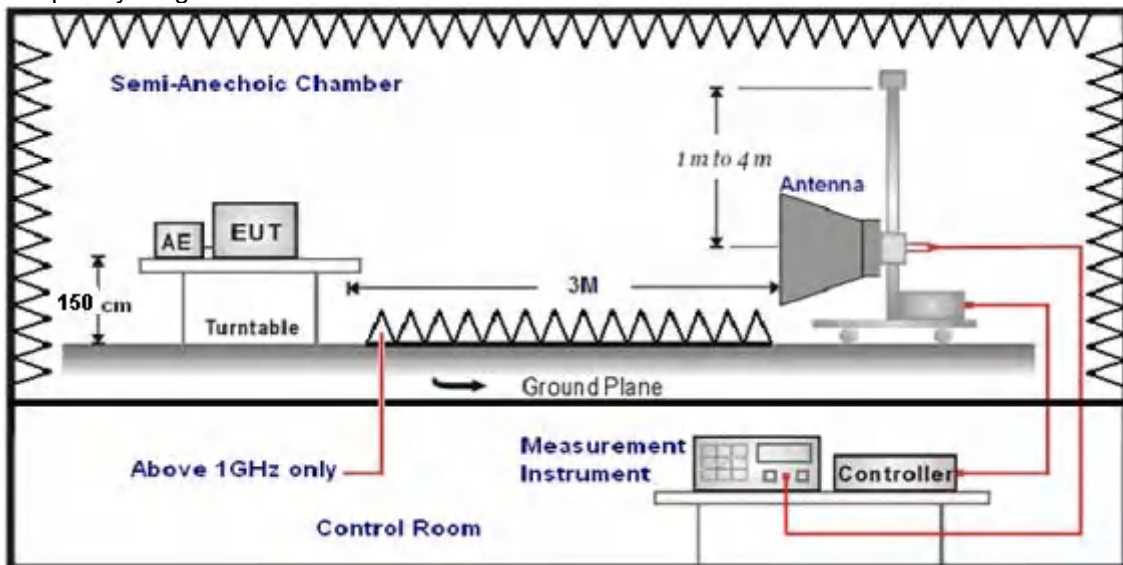 Semi-Anechoic Chamber
1 m to 4 m
Antenna
AE
EUT
150 cm
3M
Turntable
Ground Plane
Above 1GHz only
Measurement
Instrument
Controller
Control Room